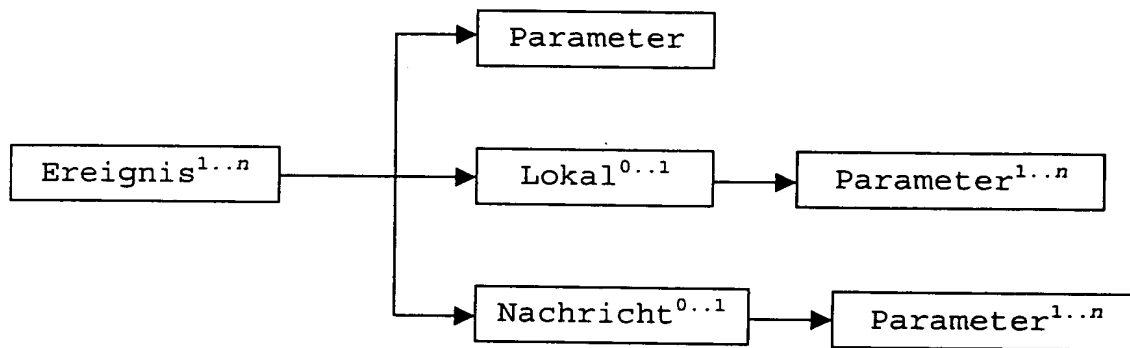 Parameter
Ereignis^1..n
Lokal^0..1
Parameter^1..n
Nachricht^0..1
Parameter^1..n